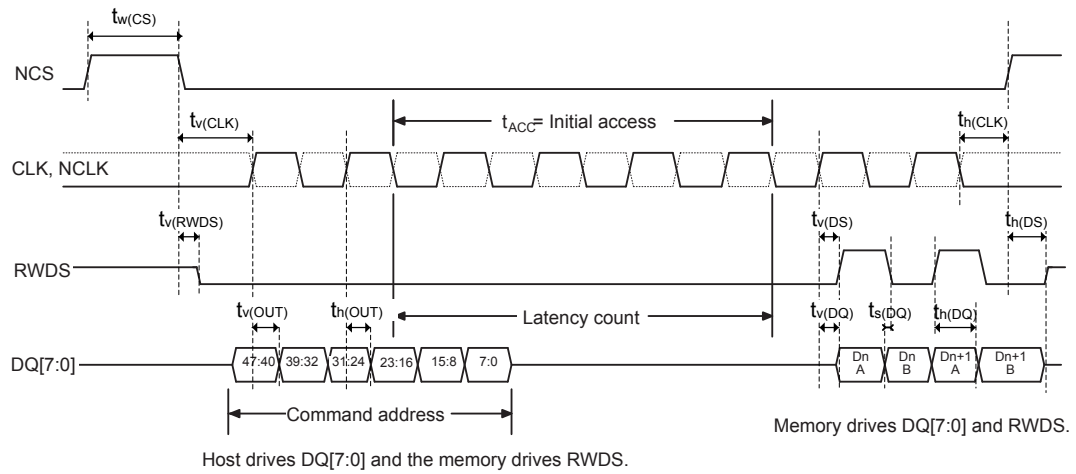 tw(CS)
NCS
tv(CLK)
tACC= Initial access
th(CLK)
CLK, NCLK
tv(RWDS)
tv(DS)
th(DS)
RWDS
tv(OUT)
th(OUT)
Latency count
tv(DQ)
ts(DQ)
th(DQ)
DQ[7:0]
47:40 39:32 31:24 23:16 15:8 7:0
Dn A
Dn B
Dn+1 A
Dn+1 B
Command address
Memory drives DQ[7:0] and RWDS.
Host drives DQ[7:0] and the memory drives RWDS.